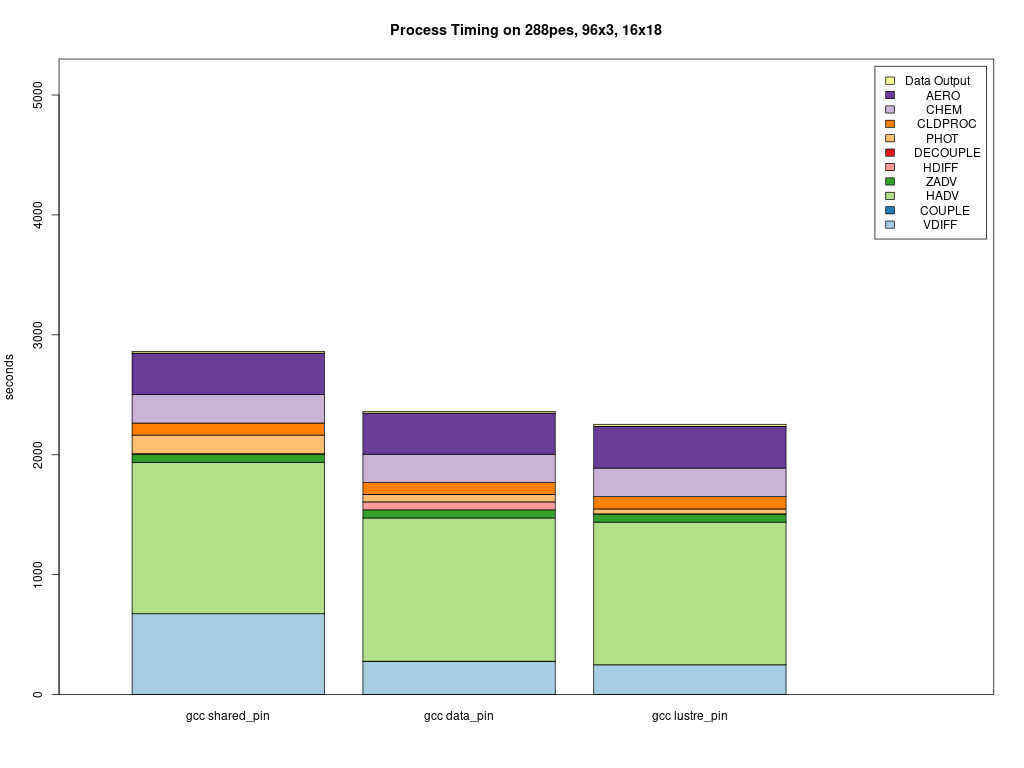 Process Timing on 288pes, 96x3, 16x18
seconds
5000
4000
3000
2000
1000
0
Data Output
AERO
CHEM
CLDPROC
PHOT
DECOUPLE
HDIFF
ZADV
HADV
COUPLE
VDIFF
gcc shared_pin
gcc data_pin
gcc lustre_pin